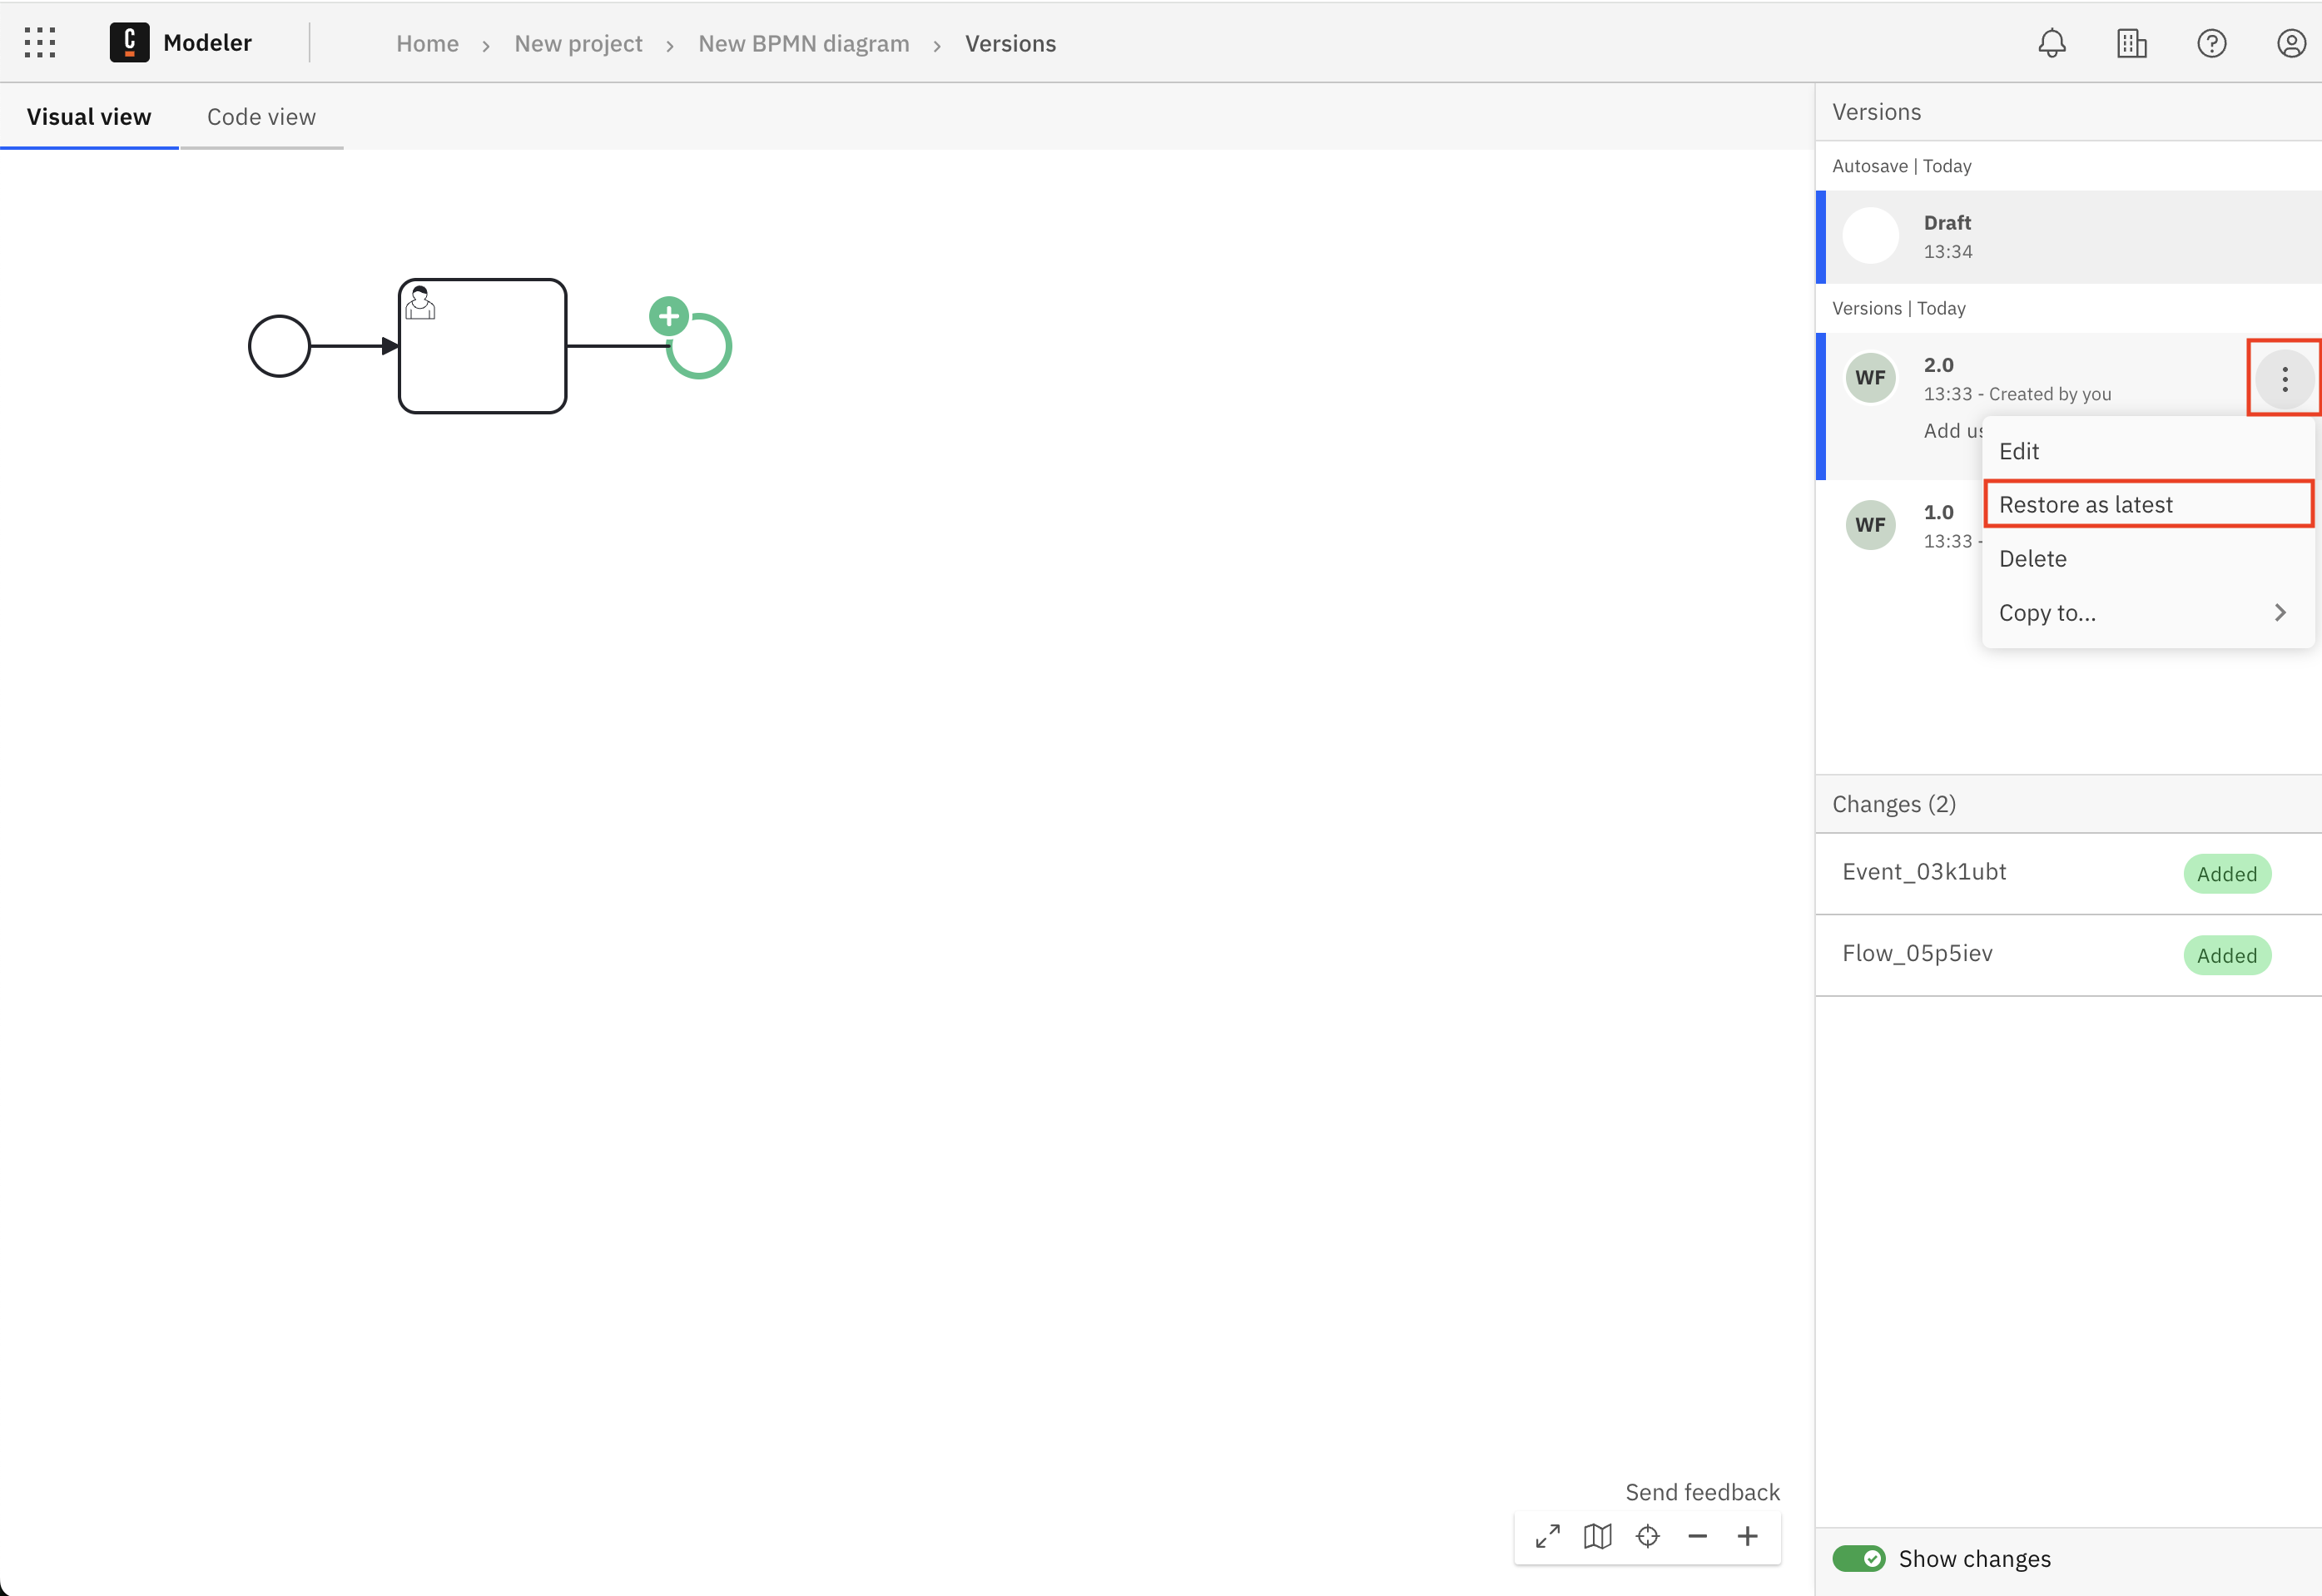 Modeler
Home › New project › New BPMN diagram › Versions
Visual view
Code view
Versions
Autosave | Today
Draft
13:34
Versions | Today
WF
2.0
13:33 - Created by you
Add us
Edit
Restore as latest
Delete
Copy to...
WF
1.0
13:33 -
Changes (2)
Event_03k1ubt
Added
Flow_05p5iev
Added
Send feedback
Show changes